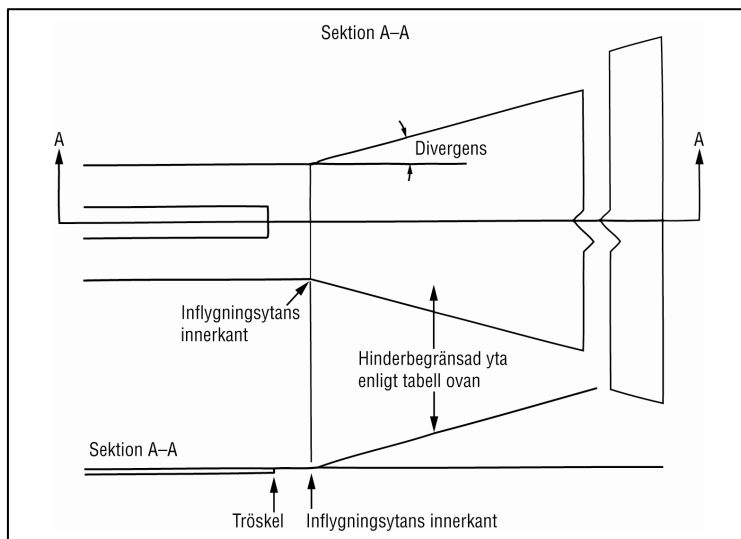 Sektion A–A
A
A
Divergens
Inflygningsytans
innerkant
Hinderbegränsad yta
enligt tabell ovan
Sektion A–A
Tröskel
Inflygningsytans innerkant